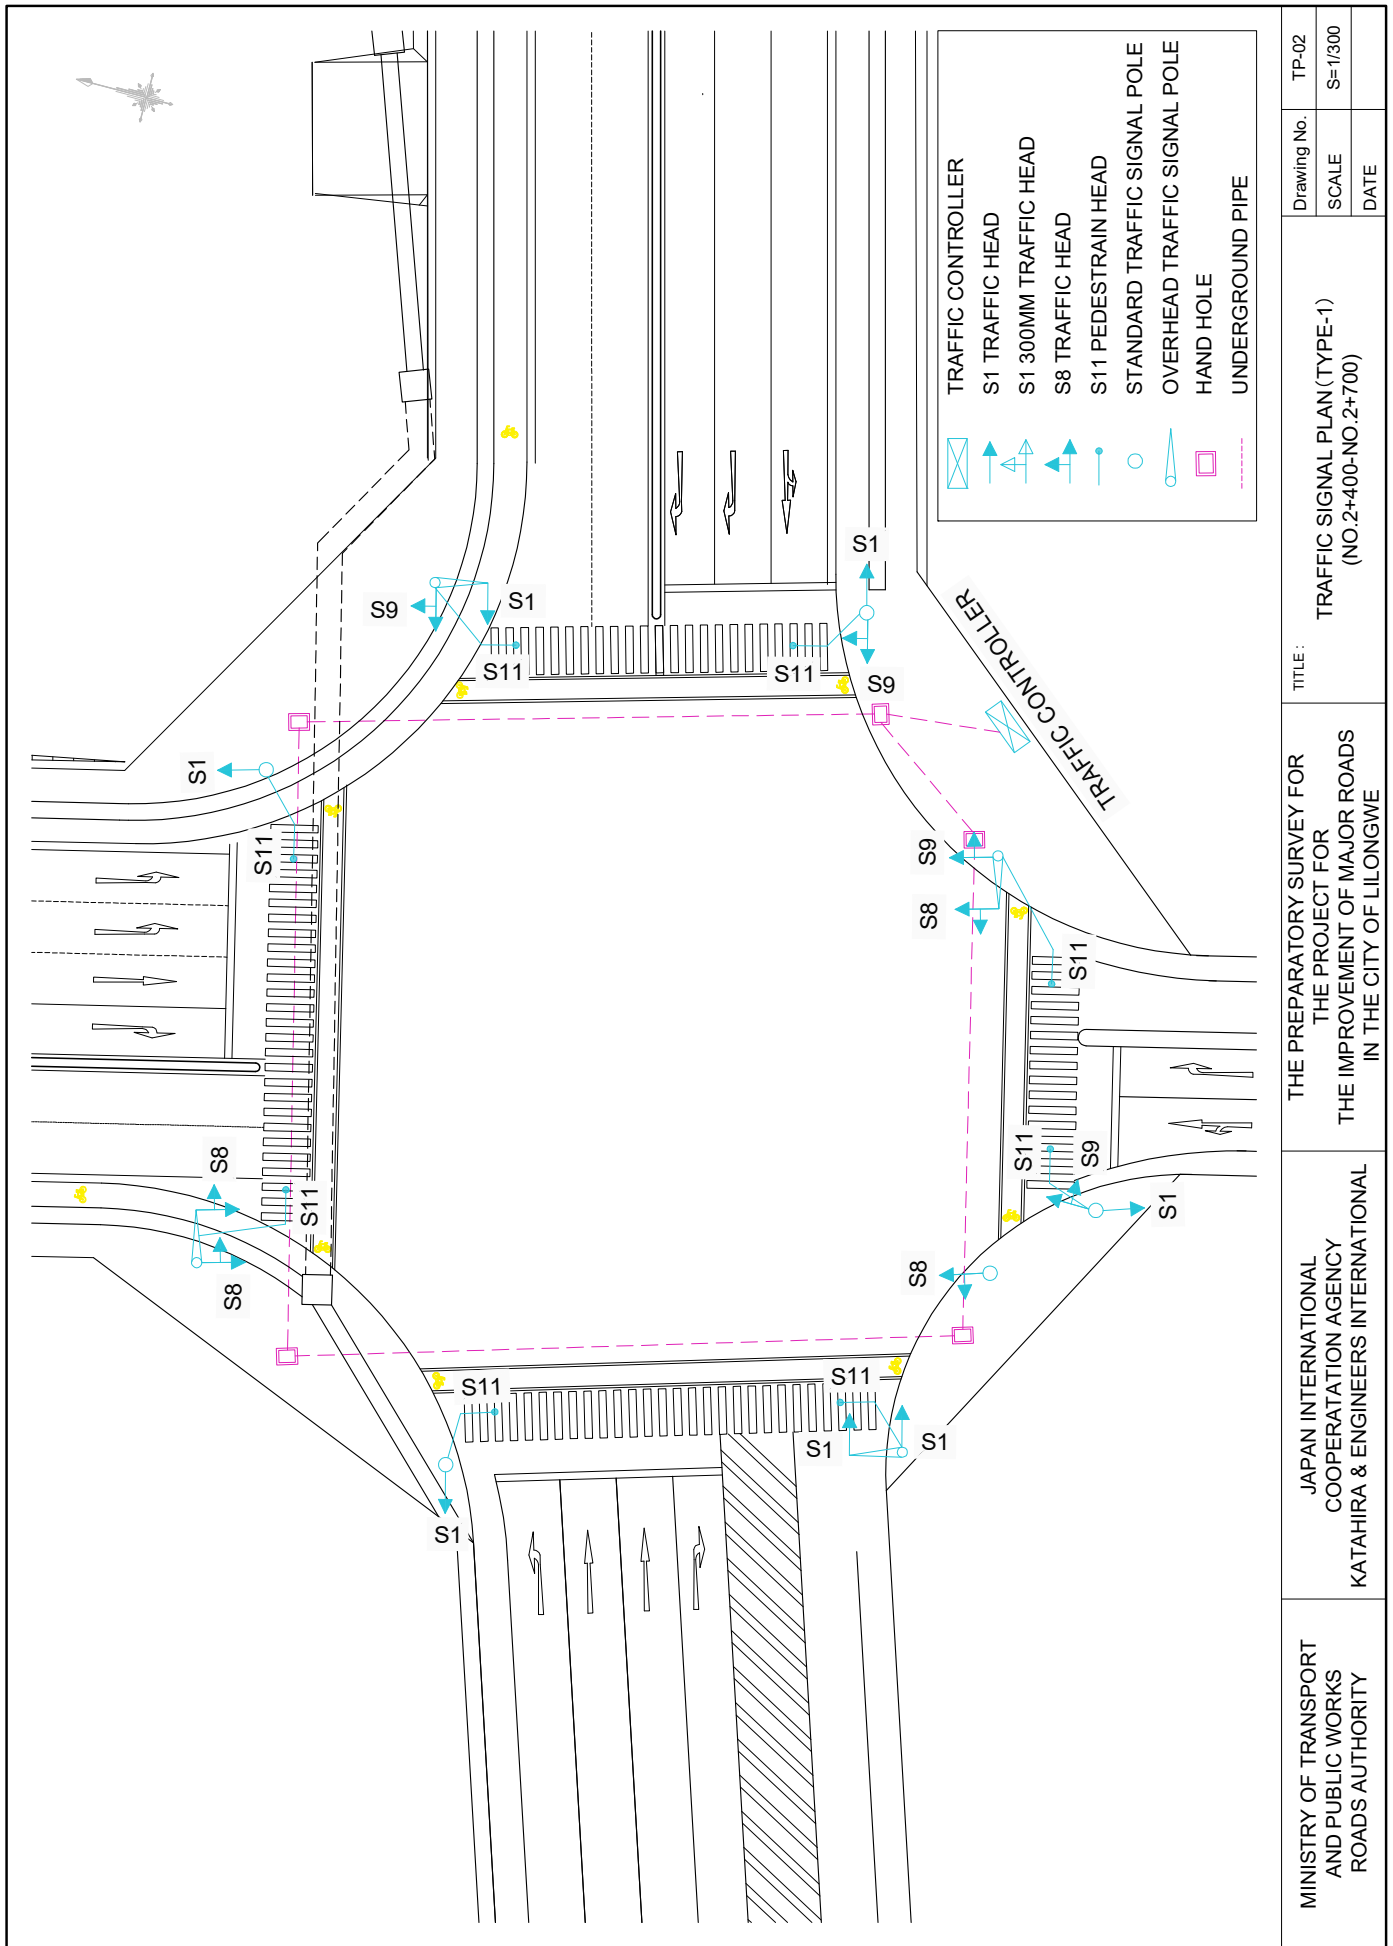 S1
S9
S1
S11
S11
S9
S1
S1
S11
TRAFFIC CONTROLLER
S9
S8
S11
S8
S8
S11
S11
S9
S1
S8
S11
S1
S11
S1
S1
TRAFFIC CONTROLLER
S1 TRAFFIC HEAD
S1 300MM TRAFFIC HEAD
S8 TRAFFIC HEAD
S11 PEDESTRAIN HEAD
STANDARD TRAFFIC SIGNAL POLE
OVERHEAD TRAFFIC SIGNAL POLE
HAND HOLE
UNDERGROUND PIPE
MINISTRY OF TRANSPORT
AND PUBLIC WORKS
ROADS AUTHORITY
JAPAN INTERNATIONAL
COOPERATATION AGENCY
KATAHIRA & ENGINEERS INTERNATIONAL
THE PREPARATORY SURVEY FOR
THE PROJECT FOR
THE IMPROVEMENT OF MAJOR ROADS
IN THE CITY OF LILONGWE
TITLE :
TRAFFIC SIGNAL PLAN(TYPE-1)
(NO.2+400-NO.2+700)
Drawing No. TP-02
SCALE S=1/300
DATE